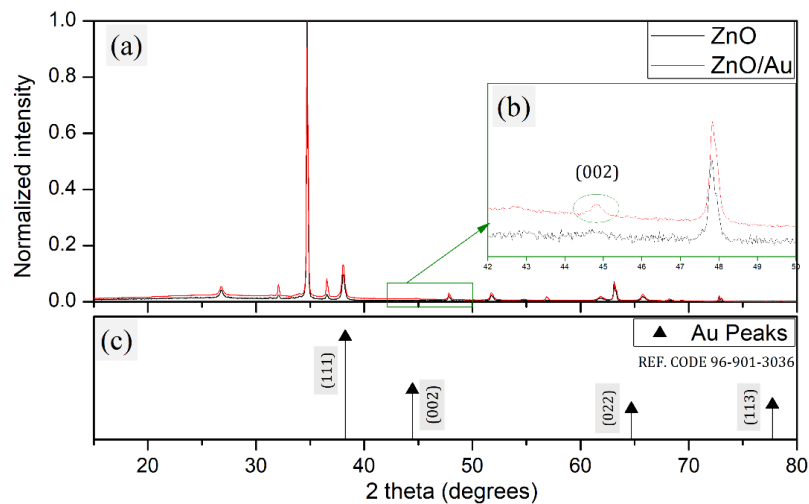 (a)
ZnO
ZnO/Au
(b)
(002)
42 43 44 45 46 47 48 49 50
Normalized intensity
1.0
0.8
0.6
0.4
0.2
0.0
(c)
Au Peaks
REF. CODE 96-901-3036
(111)
(002)
(022)
(113)
20 30 40 50 60 70 80
2 theta (degrees)